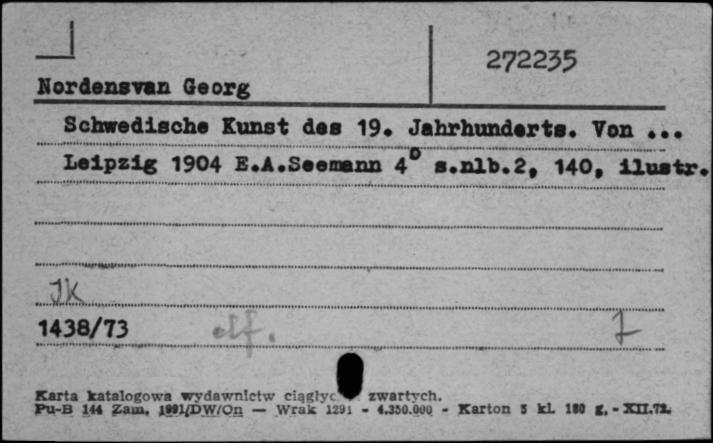 272235
Nordensvan Georg
Schwedische Kunst des 19. Jahrhunderts. Von ...
Leipzig 1904 E.A.Seemann 4° s.nlb.2, 140, ilustr.
JK
1438/73
Karta katalogowa wydawnictw ciągłyc zwartych.
Pu-B 144 Zam. 1991/DW/On — Wrak 1291 - 4.350.000 - Karton 5 kl. 180 g. - XII.72.